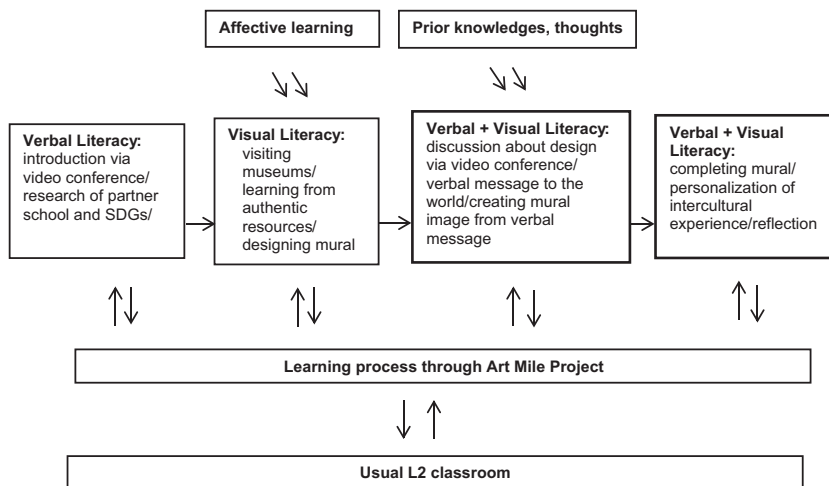 Affective learning
Prior knowledges, thoughts
Verbal Literacy:
introduction via
video conference/
research of partner
school and SDGs/
Visual Literacy:
visiting
museums/
learning from
authentic
resources/
designing mural
Verbal + Visual Literacy:
discussion about design
via video conference/
verbal message to the
world/creating mural
image from verbal
message
Verbal + Visual
Literacy:
completing mural/
personalization of
intercultural
experience/reflection
Learning process through Art Mile Project
Usual L2 classroom